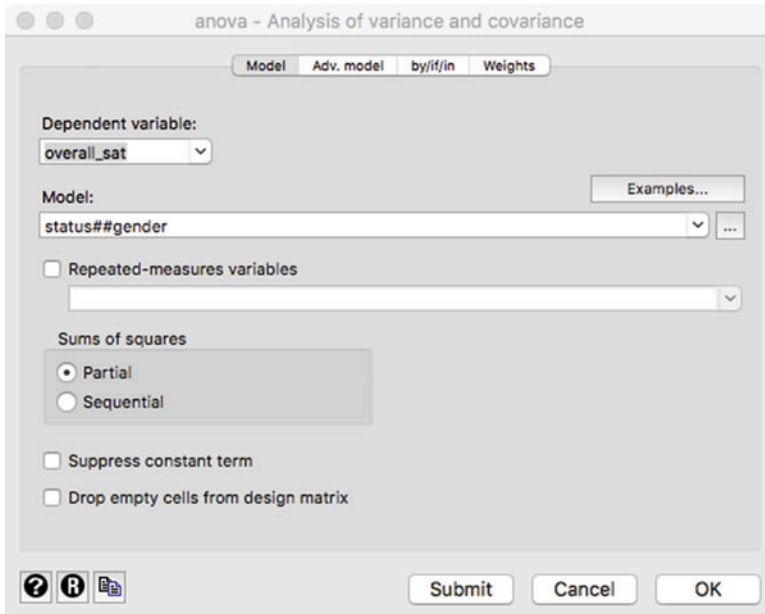 anova - Analysis of variance and covariance
Model Adv. model by/if/in Weights
Dependent variable:
overall_sat
Examples...
Model:
status##gender
...
Repeated-measures variables
Sums of squares
Partial
Sequential
Suppress constant term
Drop empty cells from design matrix
? R Submit Cancel OK